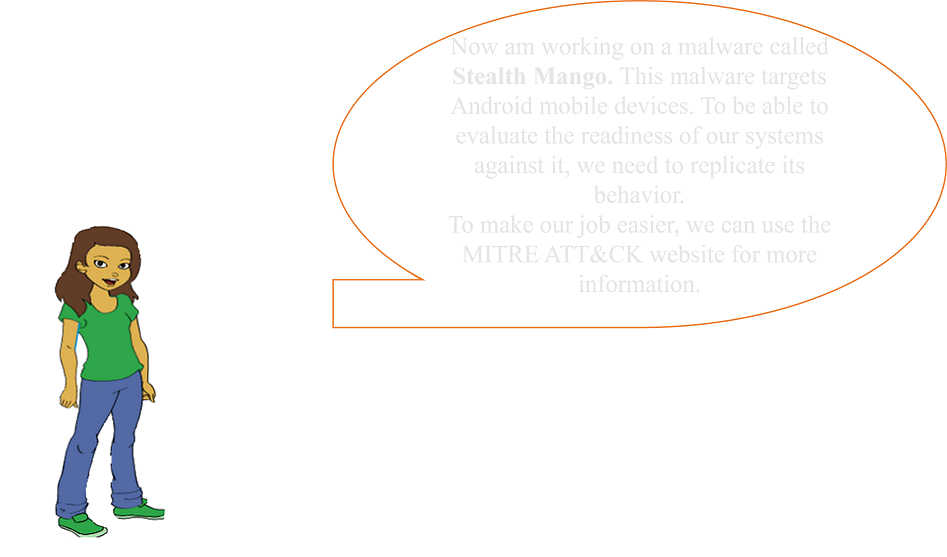 Now am working on a malware called
Stealth Mango. This malware targets
Android mobile devices. To be able to
evaluate the readiness of our systems
against it, we need to replicate its
behavior.
To make our job easier, we can use the
MITRE ATT&CK website for more
information.